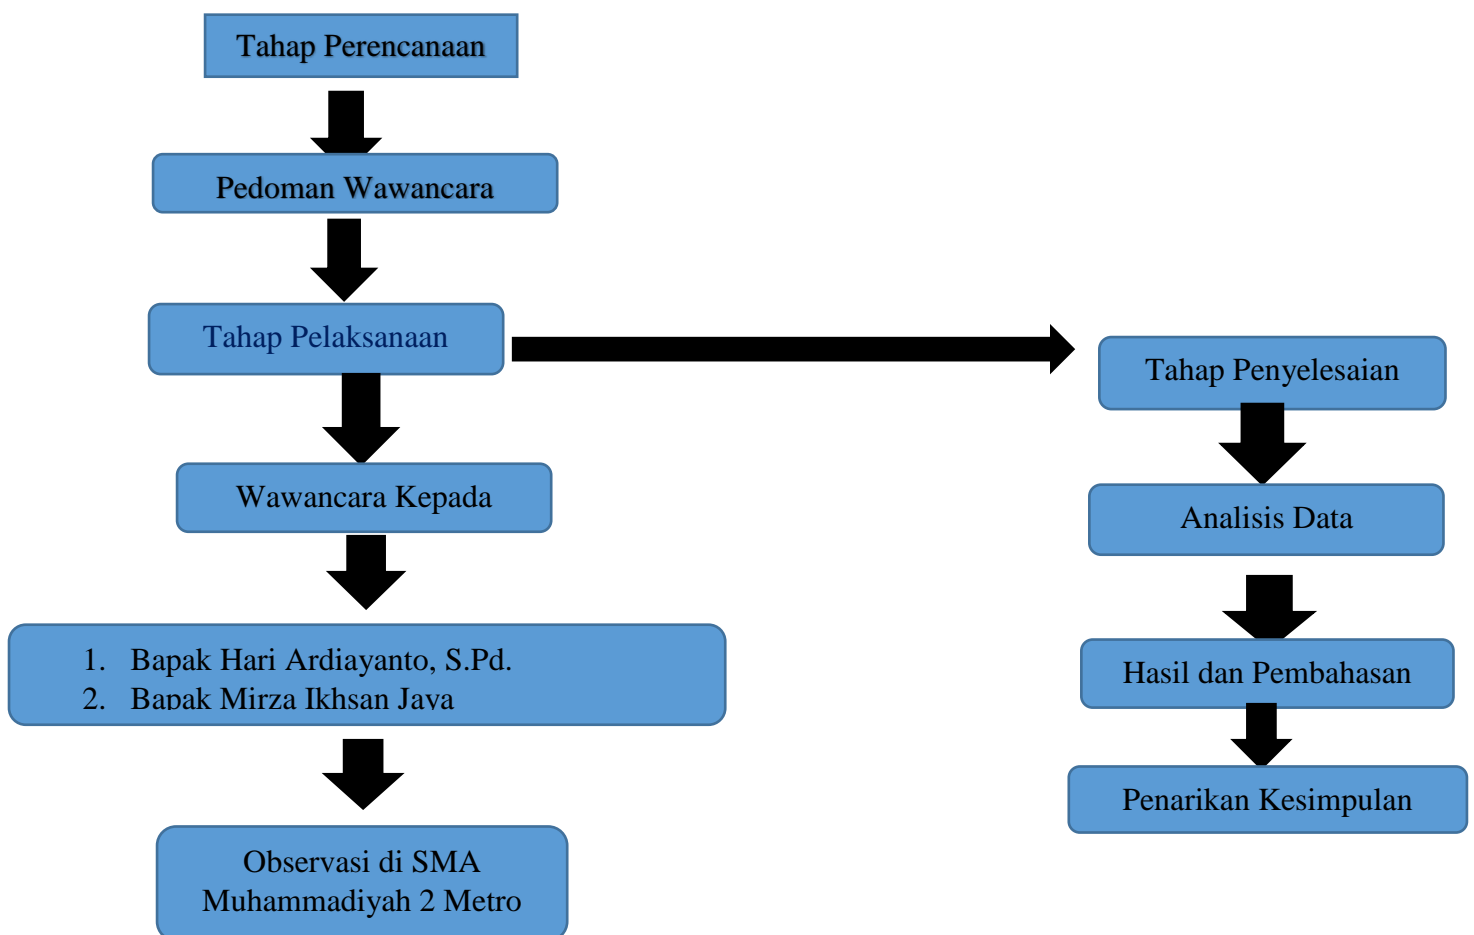 Tahap Perencanaan
Pedoman Wawancara
Tahap Pelaksanaan
Wawancara Kepada
1. Bapak Hari Ardiayanto, S.Pd.
2. Bapak Mirza Ikhsan Jaya
Observasi di SMA
Muhammadiyah 2 Metro
Tahap Penyelesaian
Analisis Data
Hasil dan Pembahasan
Penarikan Kesimpulan